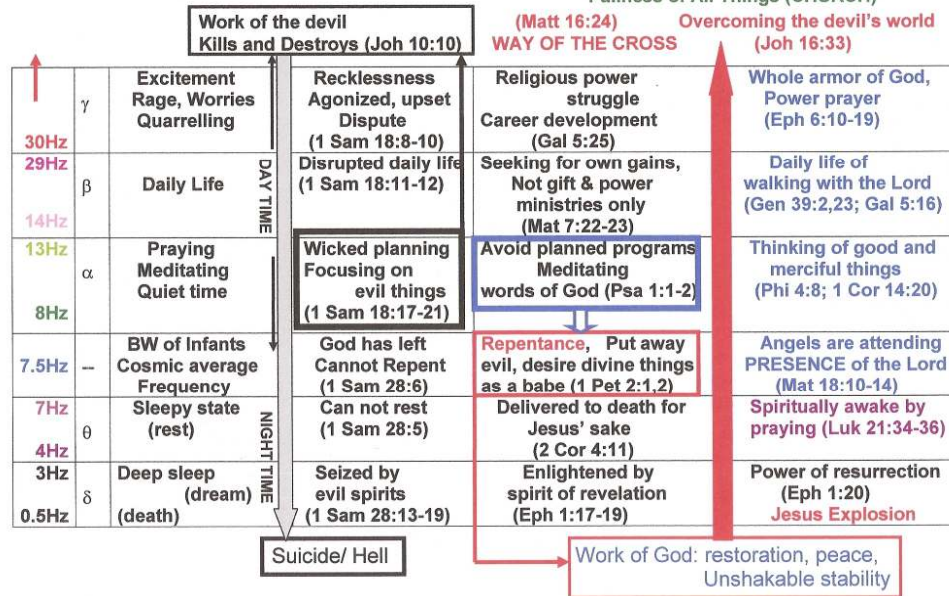 Fullness of All Things (CHURCH)
Work of the devil
Kills and Destroys (Joh 10:10)
(Matt 16:24)
WAY OF THE CROSS
Overcoming the devil's world
(Joh 16:33)
30Hz
γ
Excitement
Rage, Worries
Quarrelling
Recklessness
Agonized, upset
Dispute
(1 Sam 18:8-10)
Religious power
struggle
Career development
(Gal 5:25)
Whole armor of God,
Power prayer
(Eph 6:10-19)
29Hz
14Hz
β
Daily Life
DAY TIME
Disrupted daily life
(1 Sam 18:11-12)
Seeking for own gains,
Not gift & power
ministries only
(Mat 7:22-23)
Daily life of
walking with the Lord
(Gen 39:2,23; Gal 5:16)
13Hz
8Hz
α
Praying
Meditating
Quiet time
Wicked planning
Focusing on
evil things
(1 Sam 18:17-21)
Avoid planned programs
Meditating
words of God (Psa 1:1-2)
Thinking of good and
merciful things
(Phi 4:8; 1 Cor 14:20)
7.5Hz
--
BW of Infants
Cosmic average
Frequency
God has left
Cannot Repent
(1 Sam 28:6)
Repentance, Put away
evil, desire divine things
as a babe (1 Pet 2:1,2)
Angels are attending
PRESENCE of the Lord
(Mat 18:10-14)
7Hz
4Hz
θ
Sleepy state
(rest)
NIGHT TIME
Can not rest
(1 Sam 28:5)
Delivered to death for
Jesus' sake
(2 Cor 4:11)
Spiritually awake by
praying (Luk 21:34-36)
3Hz
0.5Hz
δ
Deep sleep
(dream)
(death)
Seized by
evil spirits
(1 Sam 28:13-19)
Enlightened by
spirit of revelation
(Eph 1:17-19)
Power of resurrection
(Eph 1:20)
Jesus Explosion
Suicide/ Hell
Work of God: restoration, peace,
Unshakable stability